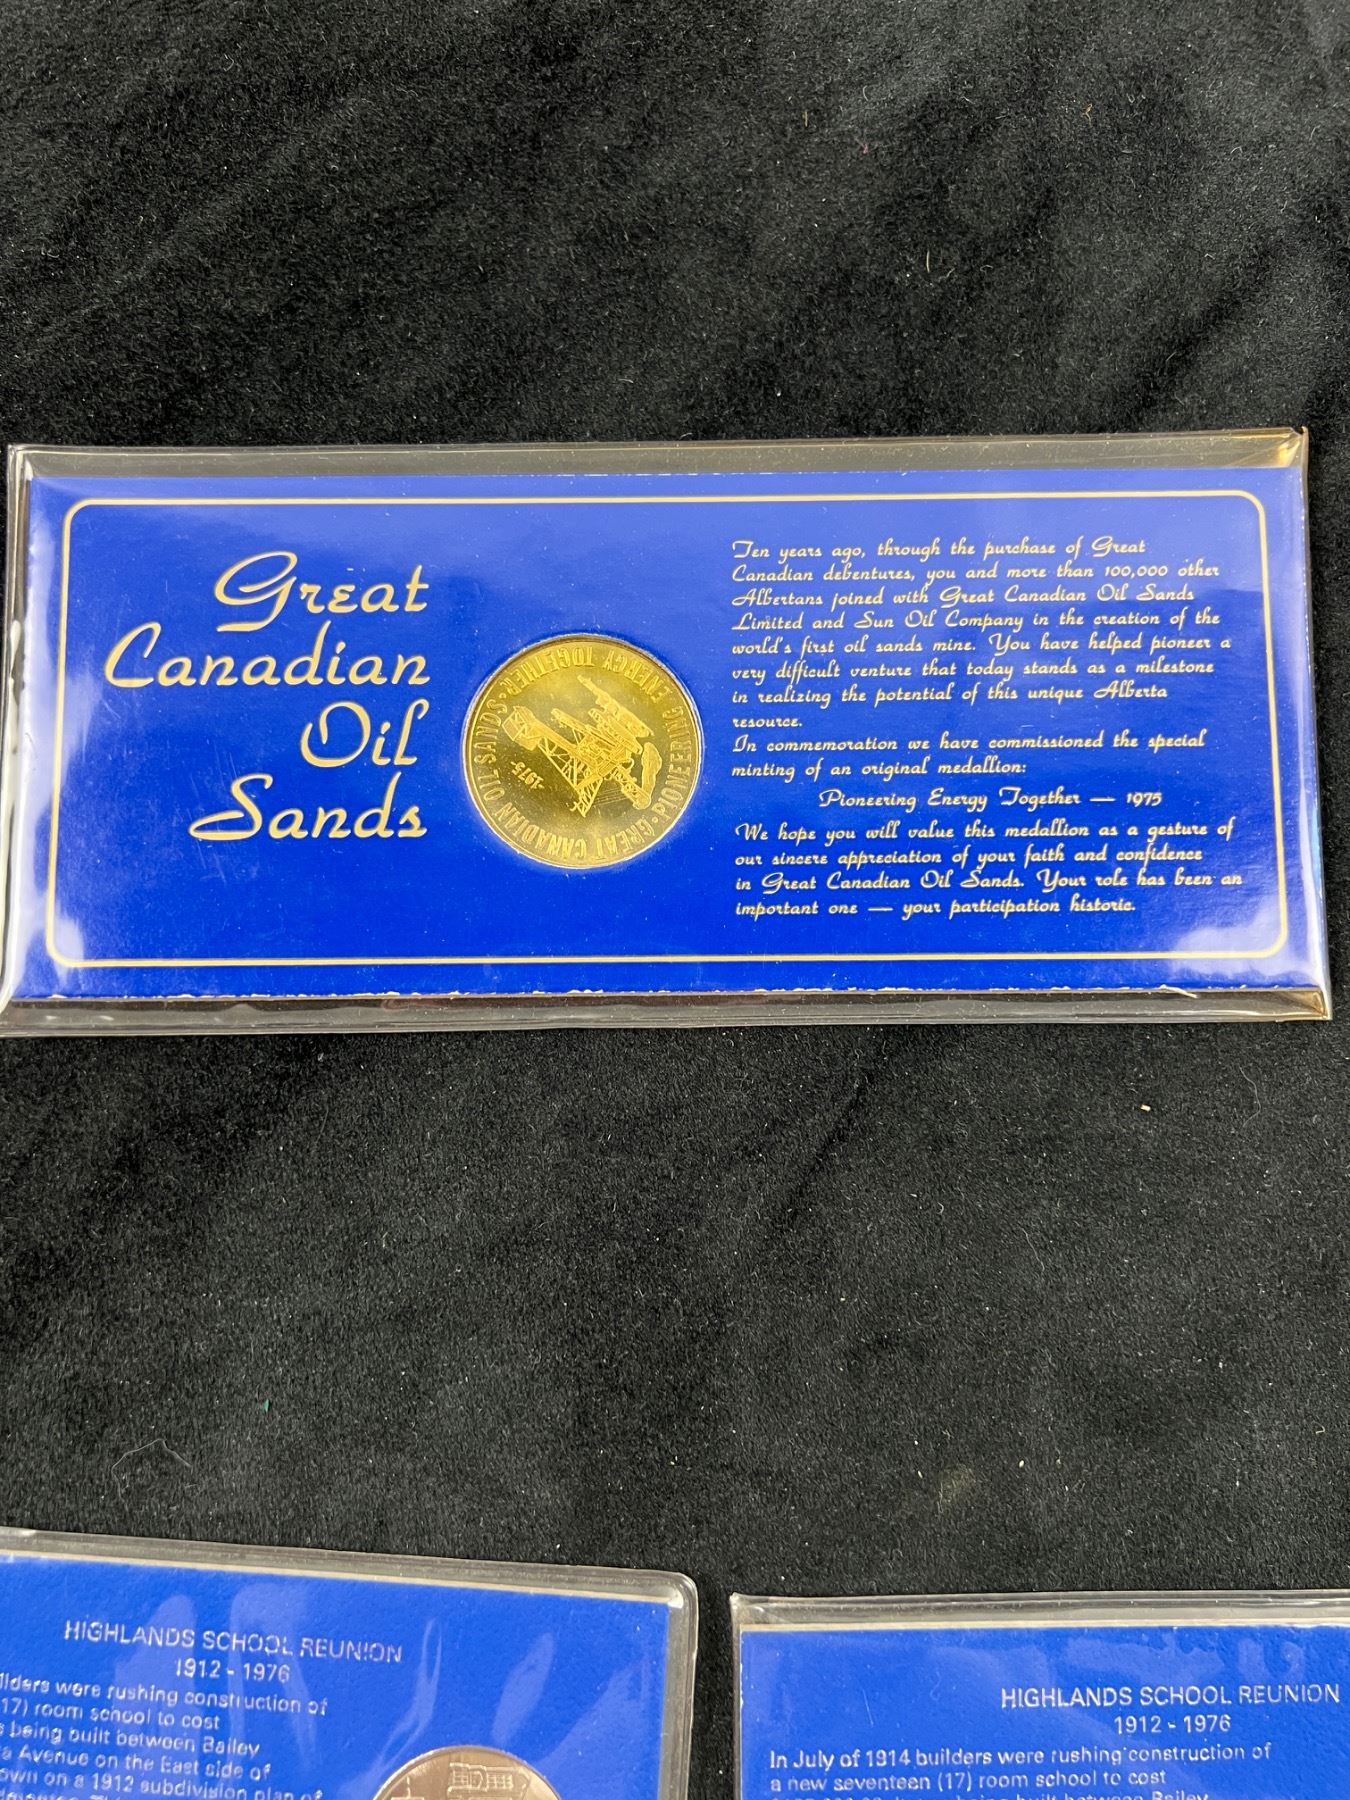 Great
Canadian
Oil
Sands
·GREAT CANADIAN OIL SANDS· PIONEERING ENERGY TOGETHER
-1975-
Ten years ago, through the purchase of Great
Canadian debentures, you and more than 100,000 other
Albertans joined with Great Canadian Oil Sands
Limited and Sun Oil Company in the creation of the
world's first oil sands mine. You have helped pioneer a
very difficult venture that today stands as a milestone
in realizing the potential of this unique Alberta
resource.
In commemoration we have commissioned the special
minting of an original medallion:
Pioneering Energy Together — 1975
We hope you will value this medallion as a gesture of
our sincere appreciation of your faith and confidence
in Great Canadian Oil Sands. Your role has been an
important one — your participation historic.
HIGHLANDS SCHOOL REUNION
1912 - 1976
ilders were rushing construction of
17) room school to cost
being built between Bailey
Avenue on the East side of
own on a 1912 subdivision plan of
HIGHLANDS SCHOOL REUNION
1912 - 1976
In July of 1914 builders were rushing construction of
a new seventeen (17) room school to cost
being built between Bailey